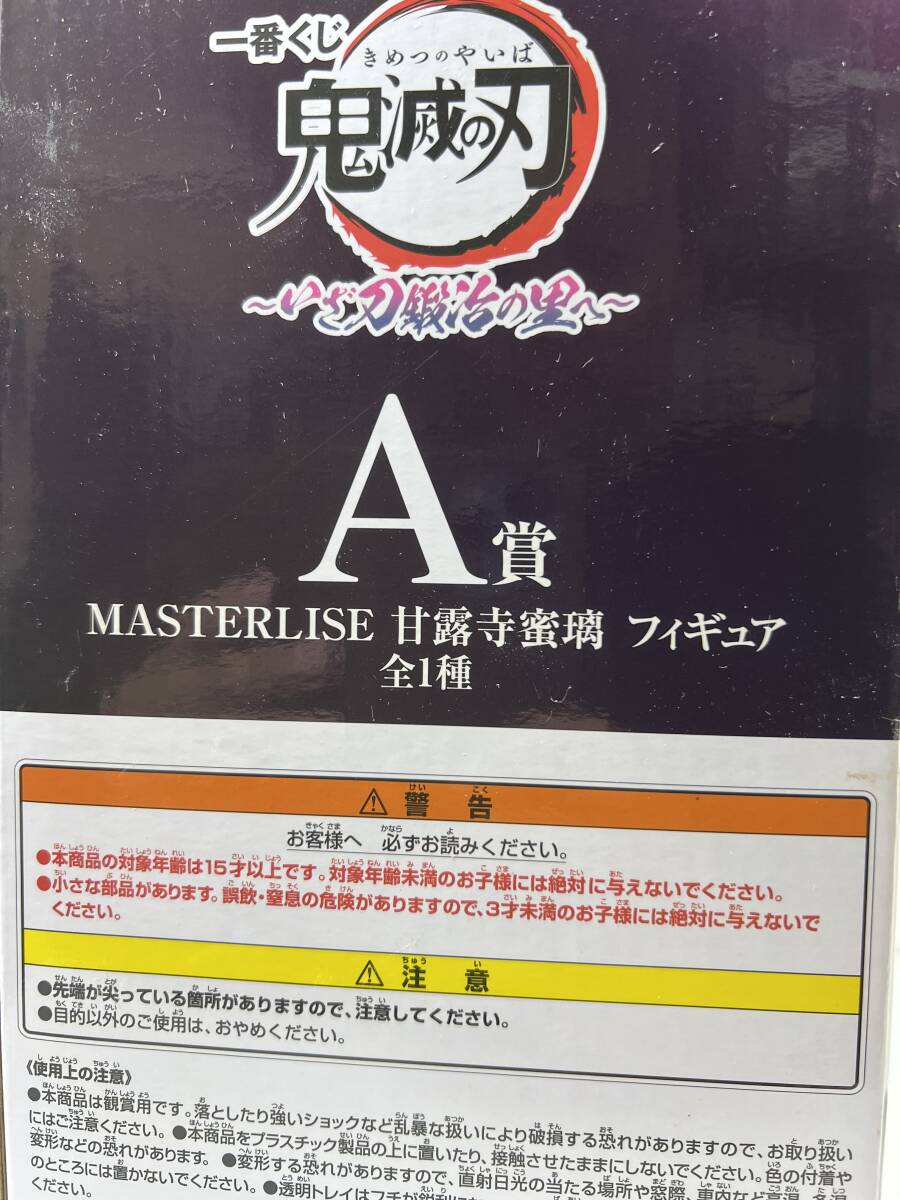 一番くじ
きめつのやいば
鬼滅の刃
～いざ刀鍛冶の里へ～
A賞
MASTERLISE 甘露寺蜜璃 フィギュア
全1種
⚠警告
お客様へ 必ずお読みください。
●本商品の対象年齢は15才以上です。対象年齢未満のお子様には絶対に与えないでください。
●小さな部品があります。誤飲・窒息の危険がありますので、3才未満のお子様には絶対に与えないで
ください。
⚠注意
●先端が尖っている箇所がありますので、注意してください。
●目的以外のご使用は、おやめください。
《使用上の注意》
●本商品は観賞用です。落としたり強いショックなど乱暴な扱いにより破損する恐れがありますので、お取り扱い
にはご注意ください。●本商品をプラスチック製品の上に置いたり、接触させたままにしないでください。色の付着や
変形などの恐れがあります。●変形する恐れがありますので、直射日光の当たる場所や窓際、車内など高
のところには置かないでください。●透明トレイはフチが
ください。